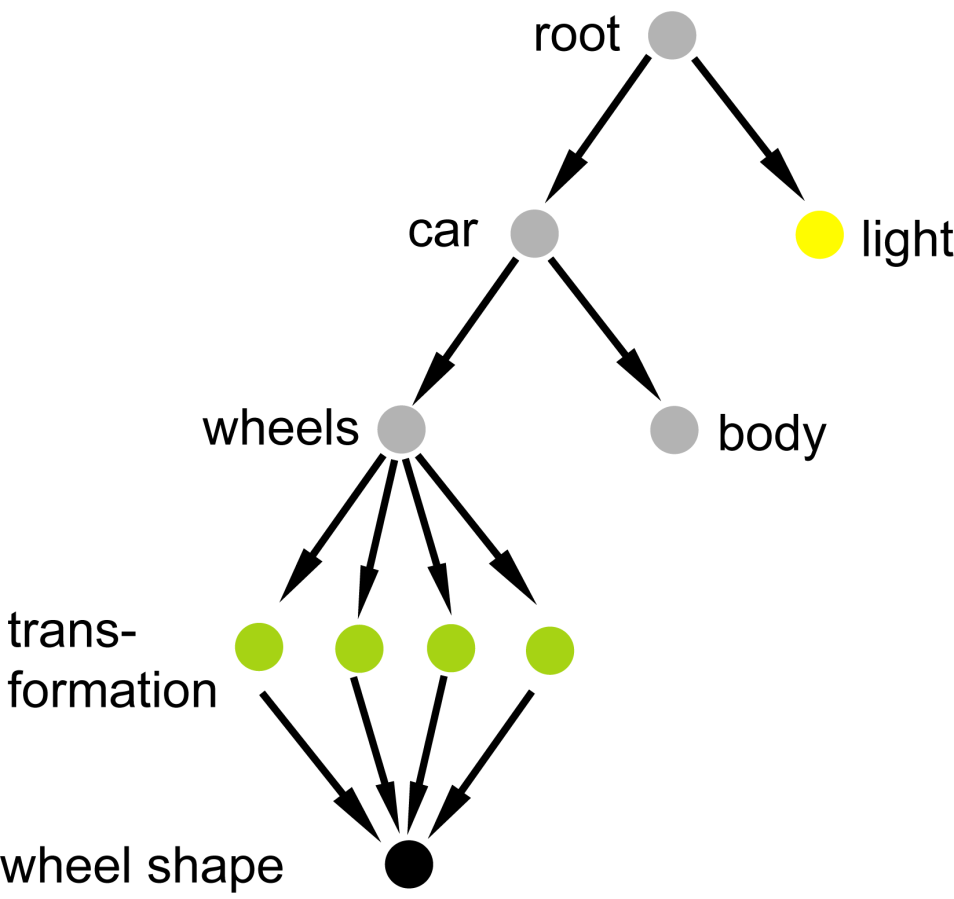 root
car
light
wheels
body
trans-
formation
wheel shape